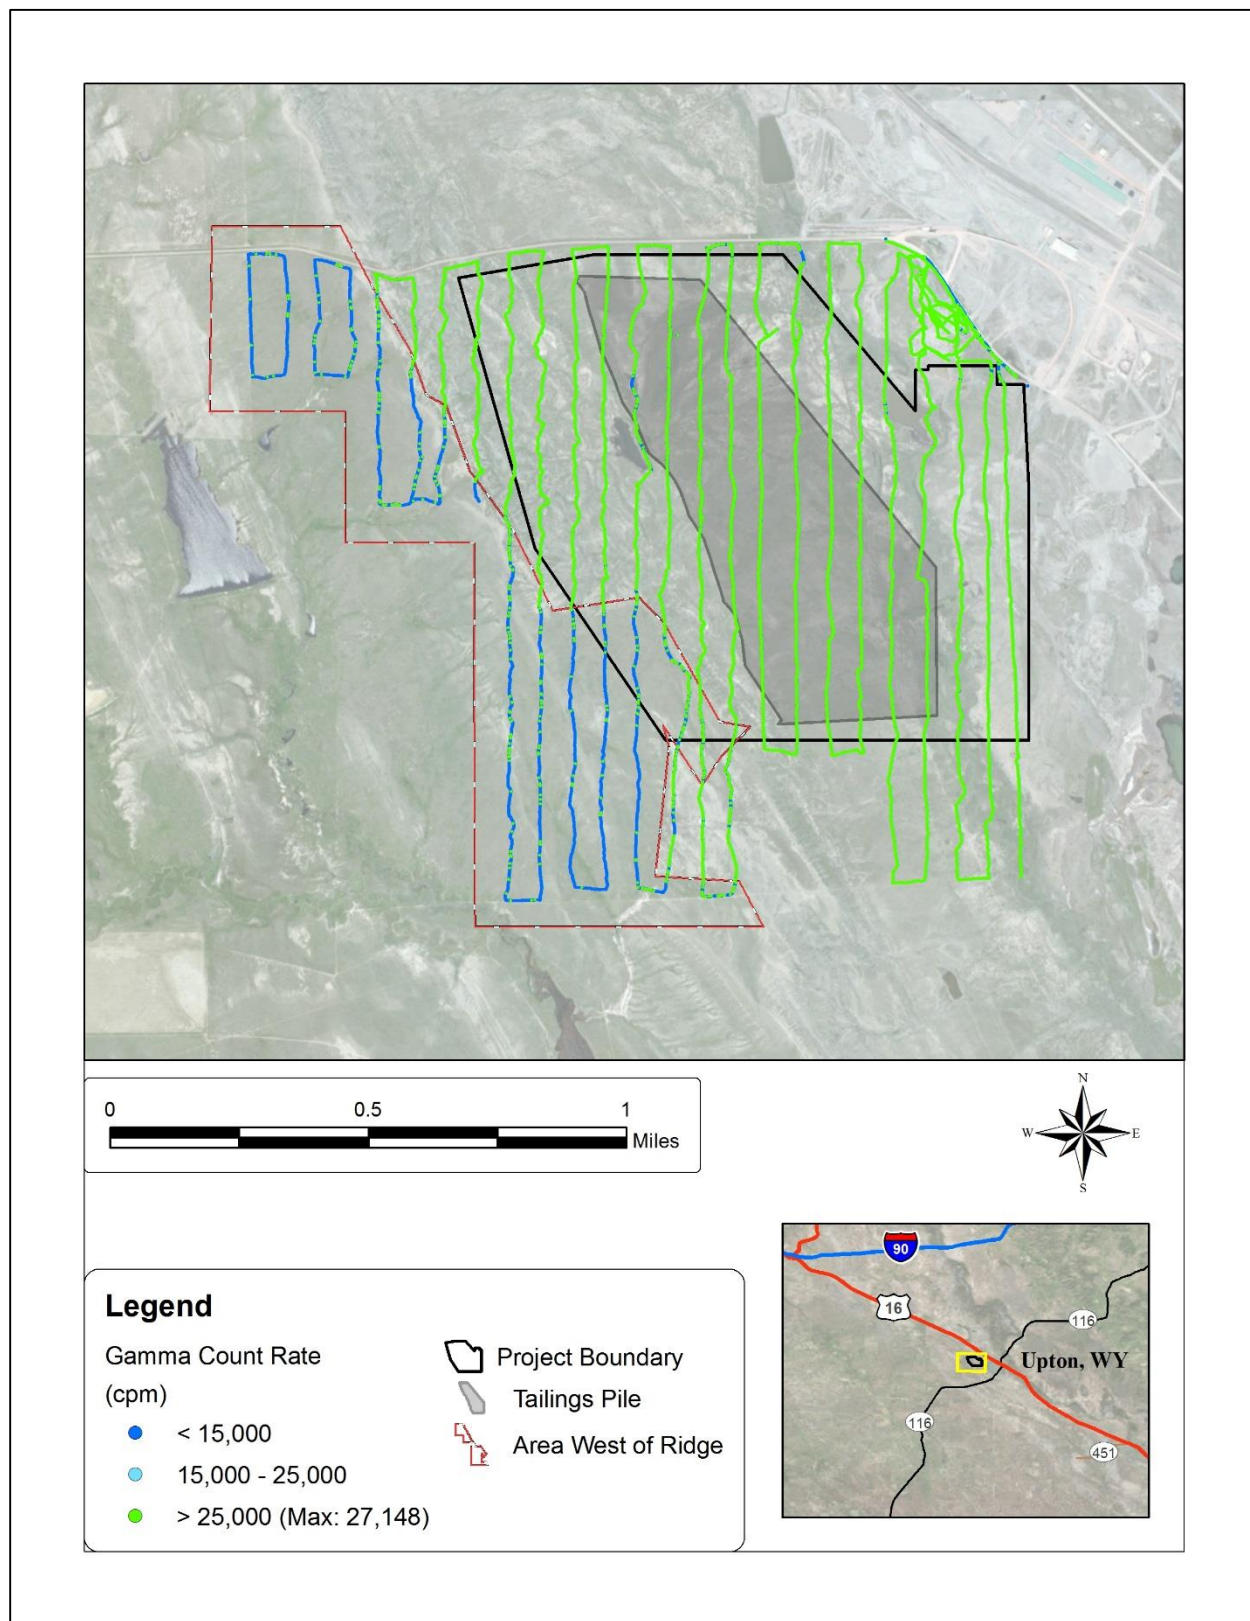 0 0.5 1
Miles
N
W E
S
Legend
Gamma Count Rate
(cpm)
< 15,000
15,000 - 25,000
> 25,000 (Max: 27,148)
Project Boundary
Tailings Pile
Area West of Ridge
90
16
116
Upton, WY
116
451